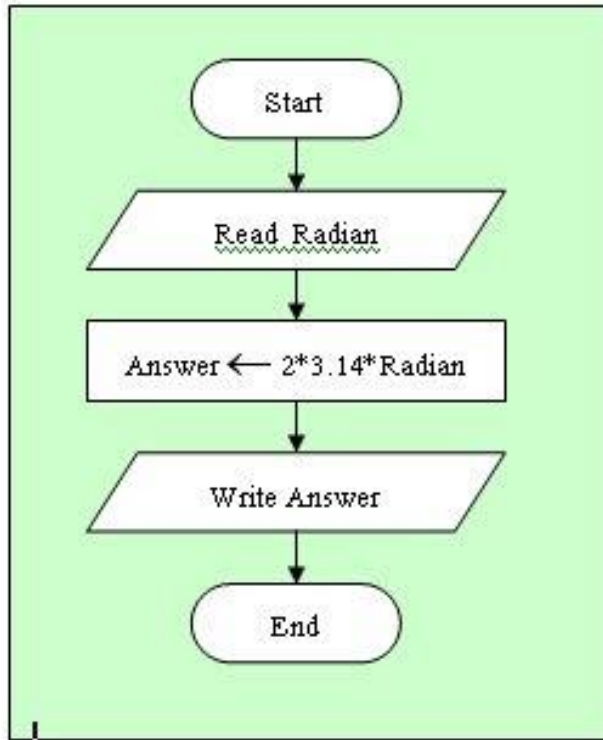 Start
Read Radian
Answer ← 2*3.14*Radian
Write Answer
End